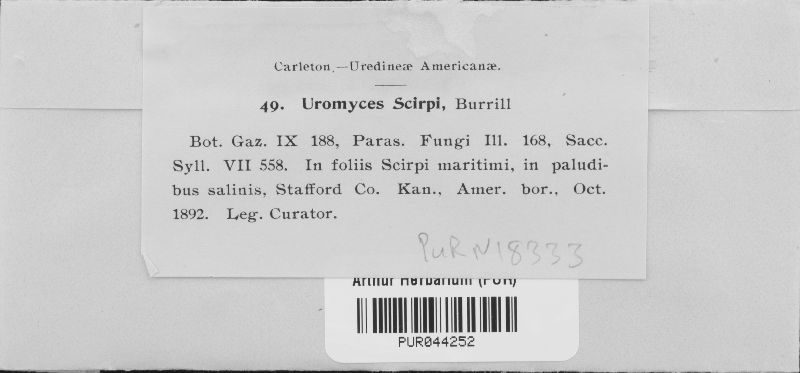 Carleton.—Uredineæ Americanæ.
49. Uromyces Scirpi, Burrill
Bot. Gaz. IX 188, Paras. Fungi Ill. 168, Sacc.
Syll. VII 558. In foliis Scirpi maritimi, in paludi-
bus salinis, Stafford Co. Kan., Amer. bor., Oct.
1892. Leg. Curator.
PUR N18333
Arthur Herbarium (PUR)
PUR044252